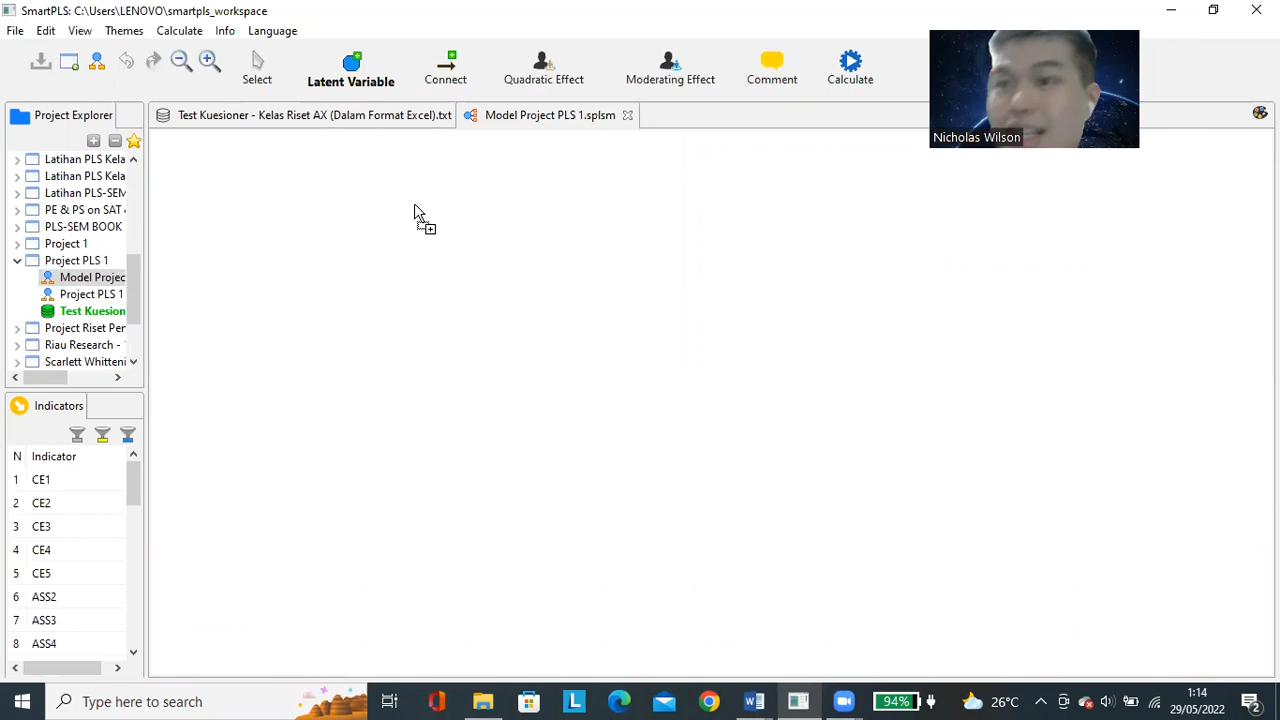 SmartPLS: C:\Users\LENOVO\smartpls_workspace
File Edit View Themes Calculate Info Language
Select
Latent Variable
Connect
Quadratic Effect
Moderating Effect
Comment
Calculate
Nicholas Wilson
Project Explorer
Test Kuesioner - Kelas Riset AX (Dalam Format Excel).txt
Model Project PLS 1.splsm
Latihan PLS Kela
Latihan PLS Kela
Latihan PLS-SEM
PE & PS on SAT
PLS-SEM BOOK
Project 1
Project PLS 1
Model Projec
Project PLS 1
Test Kuesion
Project Riset Per
Riau Research -
Scarlett Whitteni
Indicators
N Indicator
1 CE1
2 CE2
3 CE3
4 CE4
5 CE5
6 ASS2
7 ASS3
8 ASS4
Type here to search
94%
26°C
1:14
29/05/2022
2